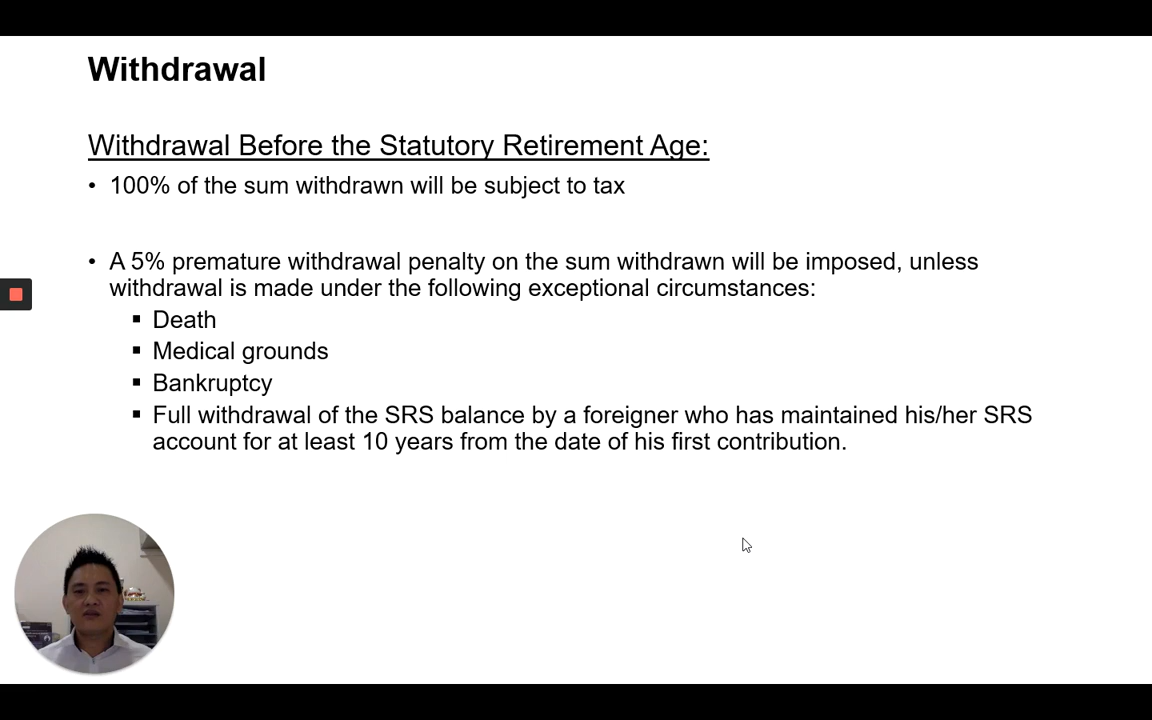 Withdrawal
Withdrawal Before the Statutory Retirement Age:
• 100% of the sum withdrawn will be subject to tax
• A 5% premature withdrawal penalty on the sum withdrawn will be imposed, unless
withdrawal is made under the following exceptional circumstances:
▪ Death
▪ Medical grounds
▪ Bankruptcy
▪ Full withdrawal of the SRS balance by a foreigner who has maintained his/her SRS
account for at least 10 years from the date of his first contribution.